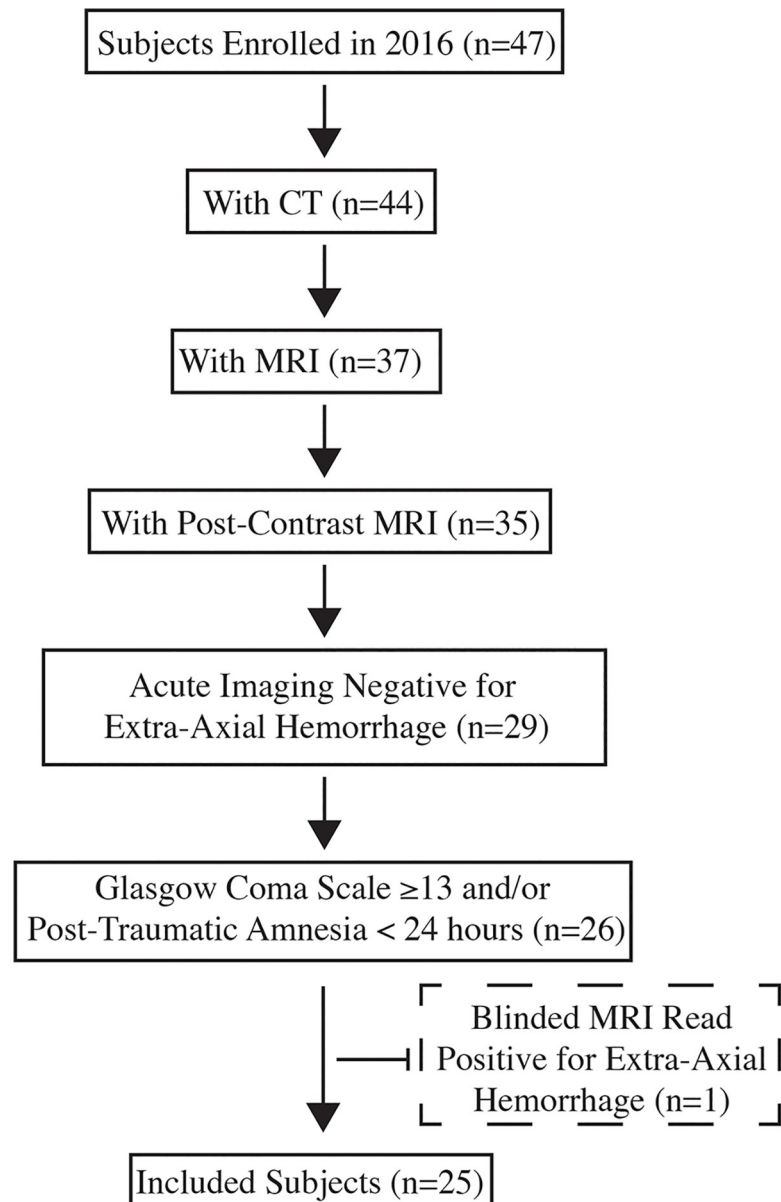 Subjects Enrolled in 2016 (n=47)
With CT (n=44)
With MRI (n=37)
With Post-Contrast MRI (n=35)
Acute Imaging Negative for
Extra-Axial Hemorrhage (n=29)
Glasgow Coma Scale ≥13 and/or
Post-Traumatic Amnesia < 24 hours (n=26)
Blinded MRI Read
Positive for Extra-Axial
Hemorrhage (n=1)
Included Subjects (n=25)